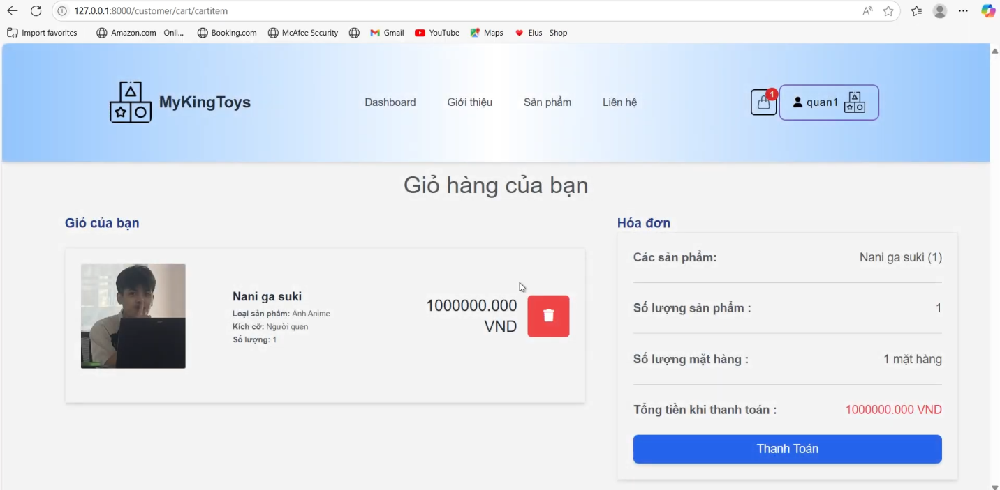 127.0.0.1:8000/customer/cart/cartitem
Import favorites
Amazon.com - Onli...
Booking.com
McAfee Security
Gmail
YouTube
Maps
Elus - Shop
MyKingToys
Dashboard
Giới thiệu
Sản phẩm
Liên hệ
1
quan1
Giỏ hàng của bạn
Giỏ của bạn
Nani ga suki
Loại sản phẩm: Ảnh Anime
Kích cỡ: Người quen
Số lượng: 1
1000000.000
VND
Hóa đơn
Các sản phẩm: Nani ga suki (1)
Số lượng sản phẩm : 1
Số lượng mặt hàng : 1 mặt hàng
Tổng tiền khi thanh toán : 1000000.000 VND
Thanh Toán